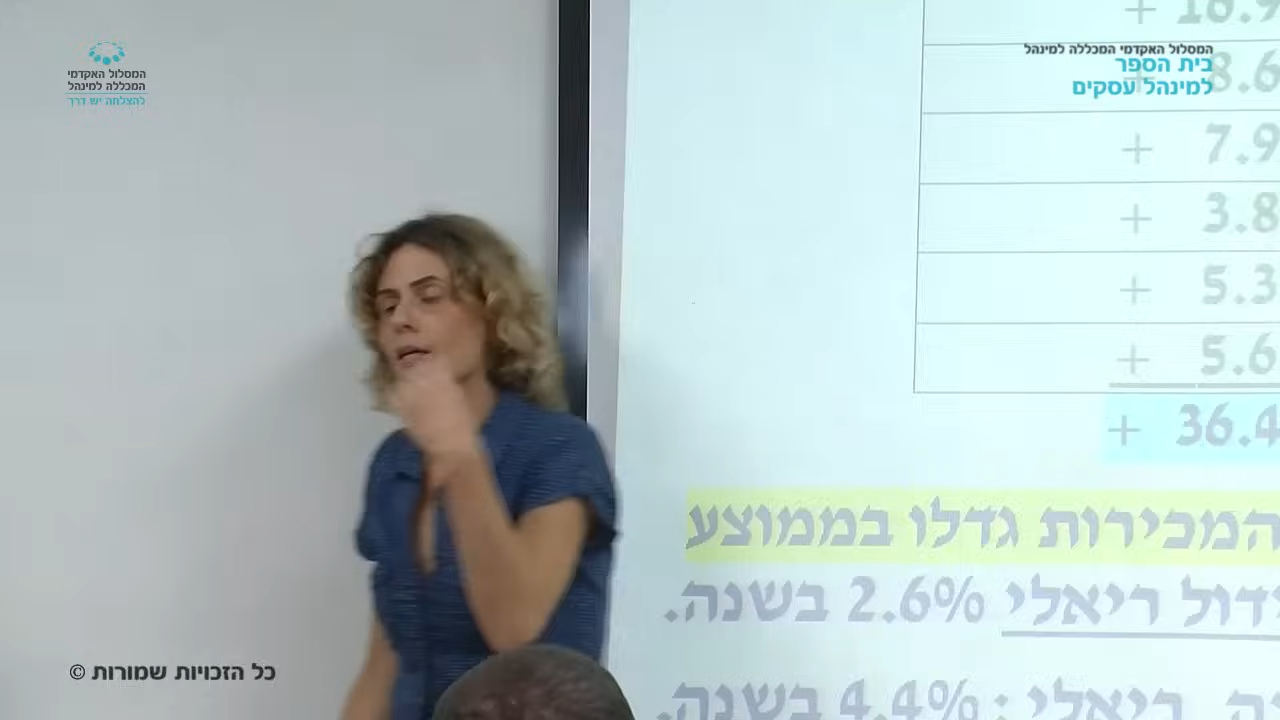 המסלול האקדמי
המכללה למינהל
להצלחה יש דרך
המסלול האקדמי המכללה למינהל
בית הספר
למינהל עסקים
+ 8.6
+ 7.9
+ 3.8
+ 5.3
+ 5.6
+ 36.4
המכירות גדלו בממוצע
ריאלי 2.6% בשנה.
ריאלי : 4.4% בשנה.
כל הזכויות שמורות ©